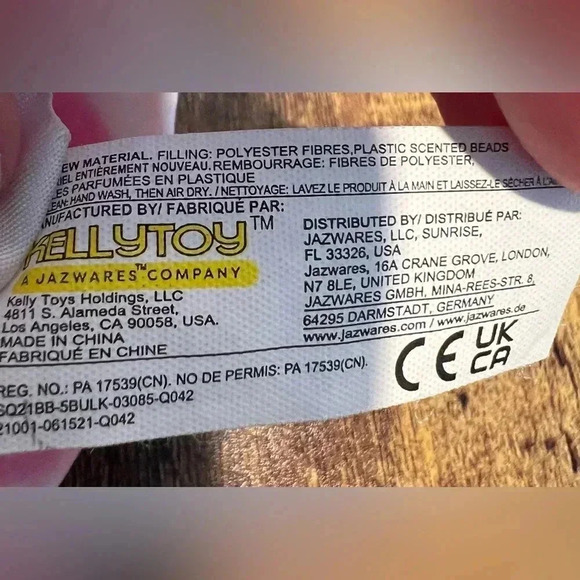 EW MATERIAL. FILLING: POLYESTER FIBRES,PLASTIC SCENTED BEADS
IEL ENTIÈREMENT NOUVEAU.REMBOURRAGE: FIBRES DE POLYESTER,
ES PARFUMÉES EN PLASTIQUE
EAN: HAND WASH, THEN AIR DRY. / NETTOYAGE: LAVEZ LE PRODUIT À LA MAIN ET LAISSEZ-LE SÉCHER À L'A
NUFACTURED BY/ FABRIQUÉ PAR:
KELLYTOY™
A JAZWARES™ COMPANY
Kelly Toys Holdings, LLC
4811 S. Alameda Street,
Los Angeles, CA 90058, USA.
MADE IN CHINA
FABRIQUÉ EN CHINE
DISTRIBUTED BY/ DISTRIBUÉ PAR:
JAZWARES, LLC, SUNRISE,
FL 33326, USA
Jazwares, 16A CRANE GROVE, LONDON,
N7 8LE, UNITED KINGDOM
JAZWARES GMBH, MINA-REES-STR. 8,
64295 DARMSTADT, GERMANY
www.jazwares.com / www.jazwares.de
REG. NO.: PA 17539(CN). NO DE PERMIS: PA 17539(CN).
SQ21BB-5BULK-03085-Q042
21001-061521-Q042
CE UK
CA